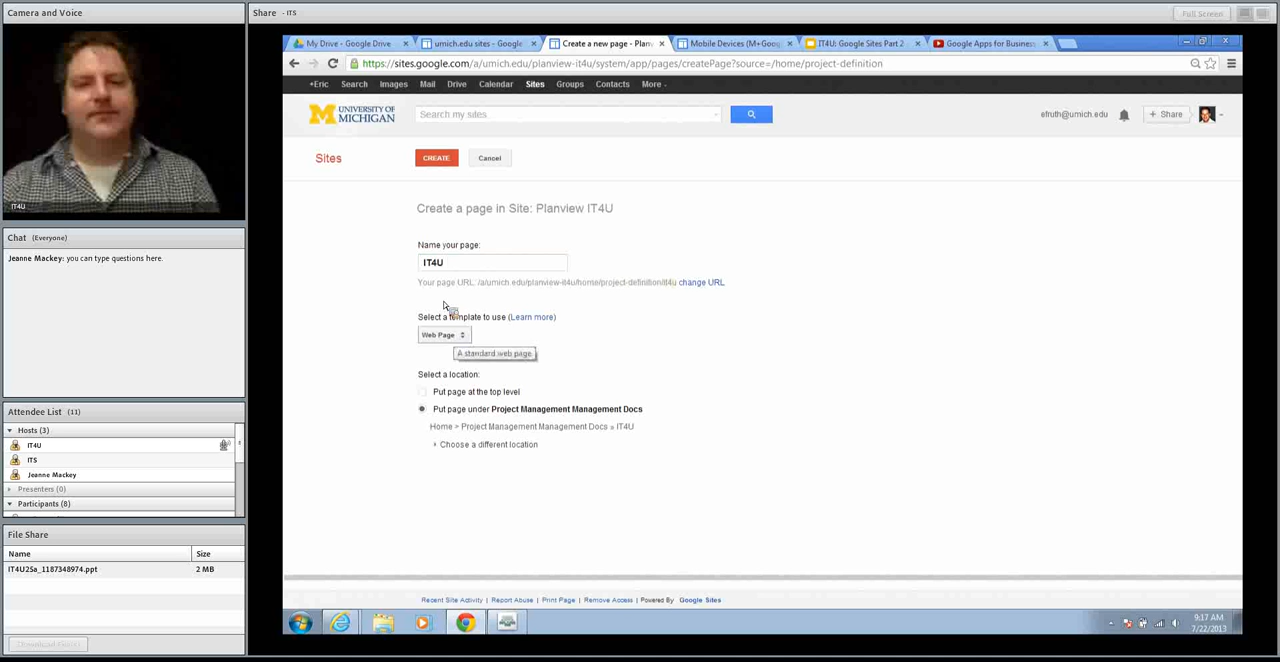 Camera and Voice
IT4U
Chat (Everyone)
Jeanne Mackey: you can type questions here.
Attendee List (11)
Hosts (3)
IT4U
ITS
Jeanne Mackey
Presenters (0)
Participants (8)
File Share
Name Size
IT4U2Sa_1187348974.ppt 2 MB
Share - ITS
Full Screen
My Drive - Google Drive
umich.edu sites - Google
Create a new page - Planv
Mobile Devices (M+Goog
IT4U: Google Sites Part 2
Google Apps for Business
https://sites.google.com/a/umich.edu/planview-it4u/system/app/pages/createPage?source=/home/project-definition
+Eric Search Images Mail Drive Calendar Sites Groups Contacts More
M UNIVERSITY OF MICHIGAN
Search my sites
efruth@umich.edu
+ Share
Sites
CREATE
Cancel
Create a page in Site: Planview IT4U
Name your page:
IT4U
Your page URL: /a/umich.edu/planview-it4u/home/project-definition/it4u change URL
Select a template to use (Learn more)
Web Page
A standard web page
Select a location:
Put page at the top level
Put page under Project Management Management Docs
Home > Project Management Management Docs » IT4U
Choose a different location
Recent Site Activity | Report Abuse | Print Page | Remove Access | Powered By Google Sites
9:17 AM
7/22/2013